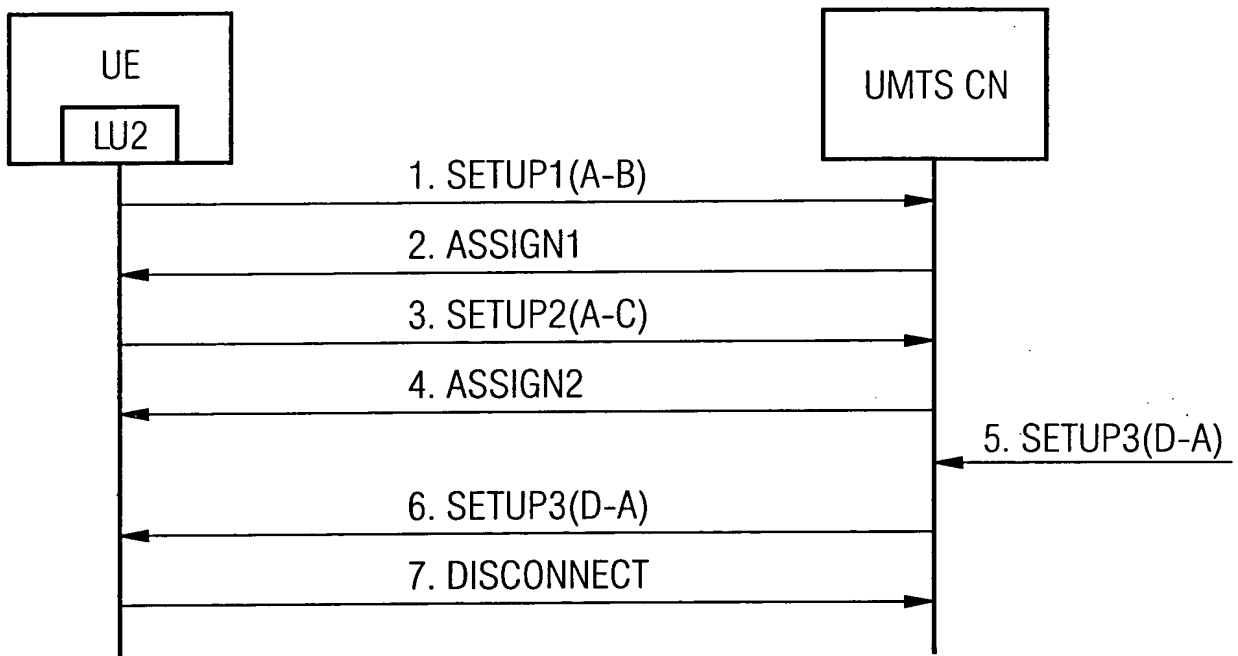 UE
LU2
UMTS CN
1. SETUP1(A-B)
2. ASSIGN1
3. SETUP2(A-C)
4. ASSIGN2
5. SETUP3(D-A)
6. SETUP3(D-A)
7. DISCONNECT